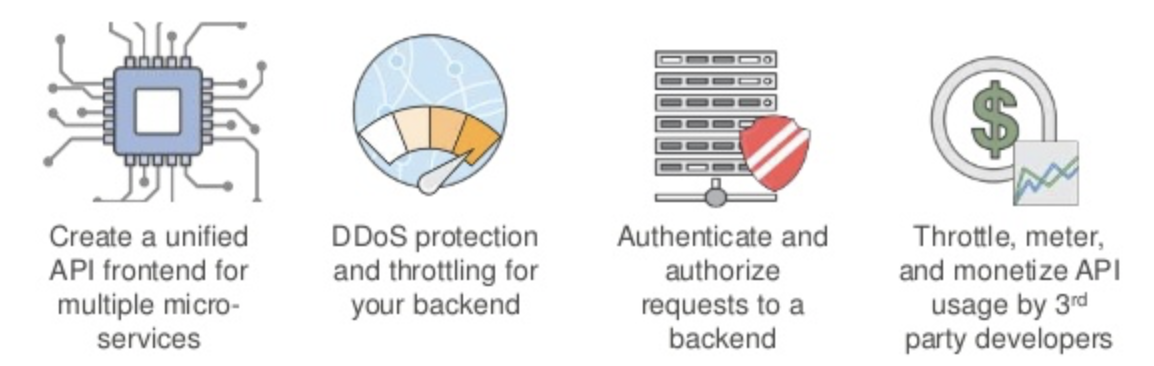 Create a unified
API frontend for
multiple micro-
services
DDoS protection
and throttling for
your backend
Authenticate and
authorize
requests to a
backend
Throttle, meter,
and monetize API
usage by 3rd
party developers